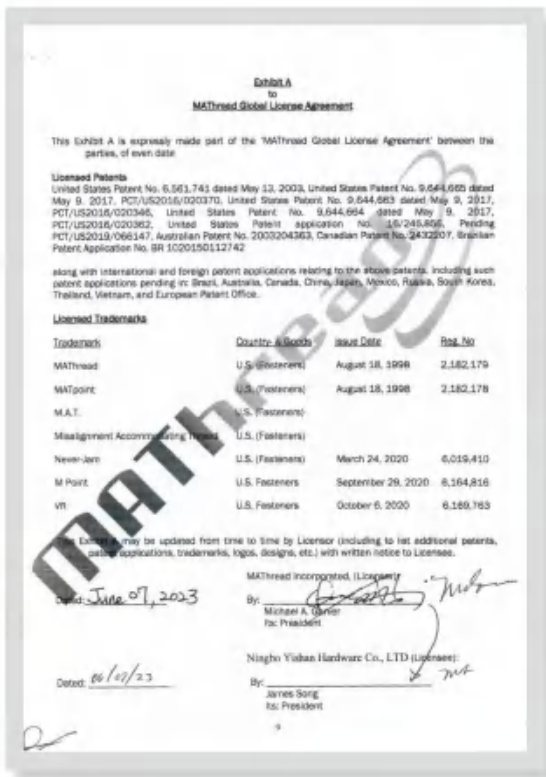 Exhibit A
to
MAThread Global License Agreement
This Exhibit A is expressly made part of the 'MAThread Global License Agreement' between the
parties, of even date
Licensed Patents
United States Patent No. 6,561,741 dated May 13, 2003, United States Patent No. 9,644,665 dated
May 9, 2017, PCT/US2016/020370, United States Patent No. 9,644,663 dated May 9, 2017,
PCT/US2016/020346, United States Patent No. 9,644,664 dated May 9, 2017,
PCT/US2016/020362, United States Patent application No. 16/246,866, Pending
PCT/US2019/066147, Australian Patent No. 2003204363, Canadian Patent No. 2432207, Brazilian
Patent Application No. BR 1020150112742
along with international and foreign patent applications relating to the above patents, including such
patent applications pending in: Brazil, Australia, Canada, China, Japan, Mexico, Russia, South Korea,
Thailand, Vietnam, and European Patent Office.
Licensed Trademarks
Trademark Country & Goods Issue Date Reg. No
MAThread U.S. (Fasteners) August 18, 1998 2,182,179
MATpoint U.S. (Fasteners) August 18, 1998 2,182,178
M.A.T. U.S. (Fasteners)
Misalignment Accommodating Thread U.S. (Fasteners)
Never-Jam U.S. (Fasteners) March 24, 2020 6,019,410
M Point U.S. Fasteners September 29, 2020 6,164,816
VR U.S. Fasteners October 6, 2020 6,169,763
This Exhibit A may be updated from time to time by Licensor (including to list additional patents,
patent applications, trademarks, logos, designs, etc.) with written notice to Licensee.
MAThread
MAThread Incorporated, (Licensor):
Dated: June 07, 2023 By:
Michael A. Garver
Its: President
Ningbo Yishan Hardware Co., LTD (Licensee):
Dated: 06/07/23 By:
James Song
Its: President